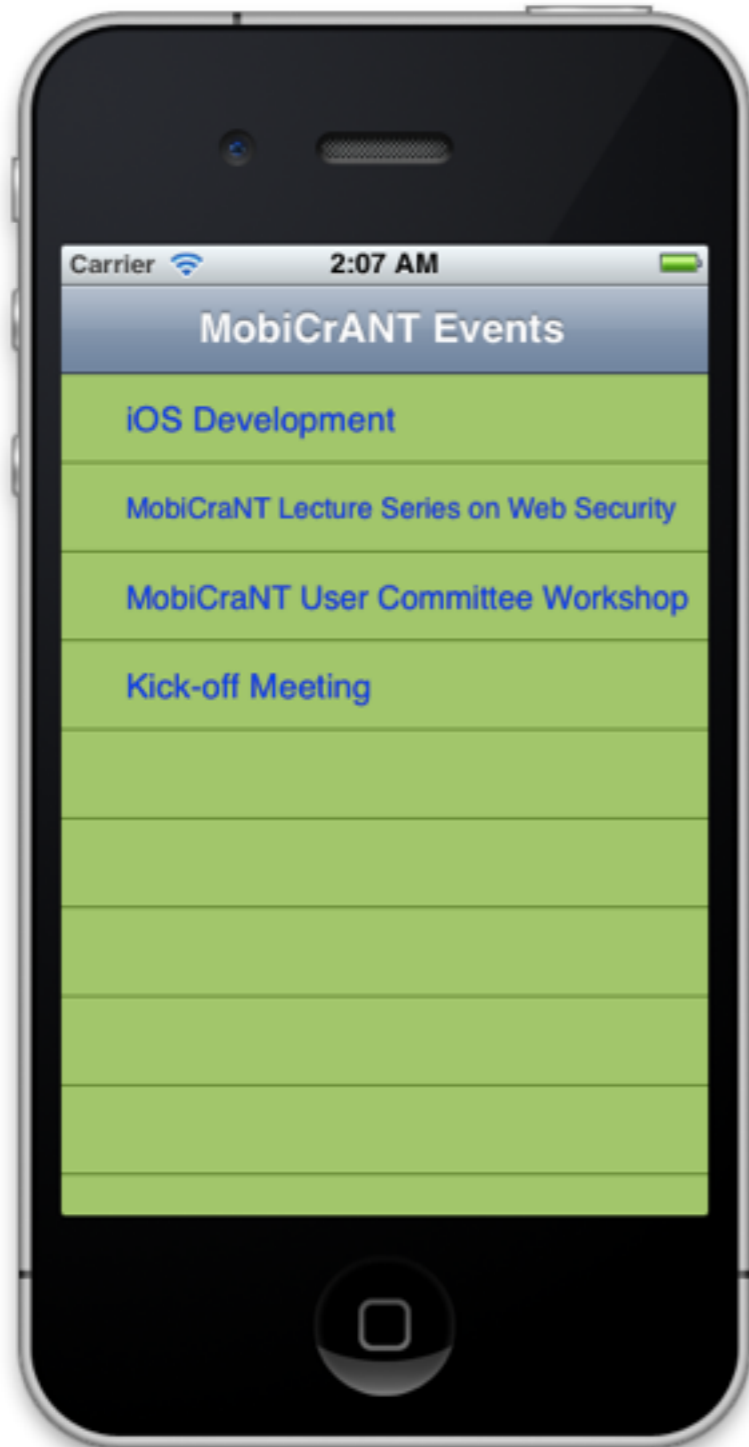 Carrier 2:07 AM
MobiCrANT Events
iOS Development
MobiCraNT Lecture Series on Web Security
MobiCraNT User Committee Workshop
Kick-off Meeting